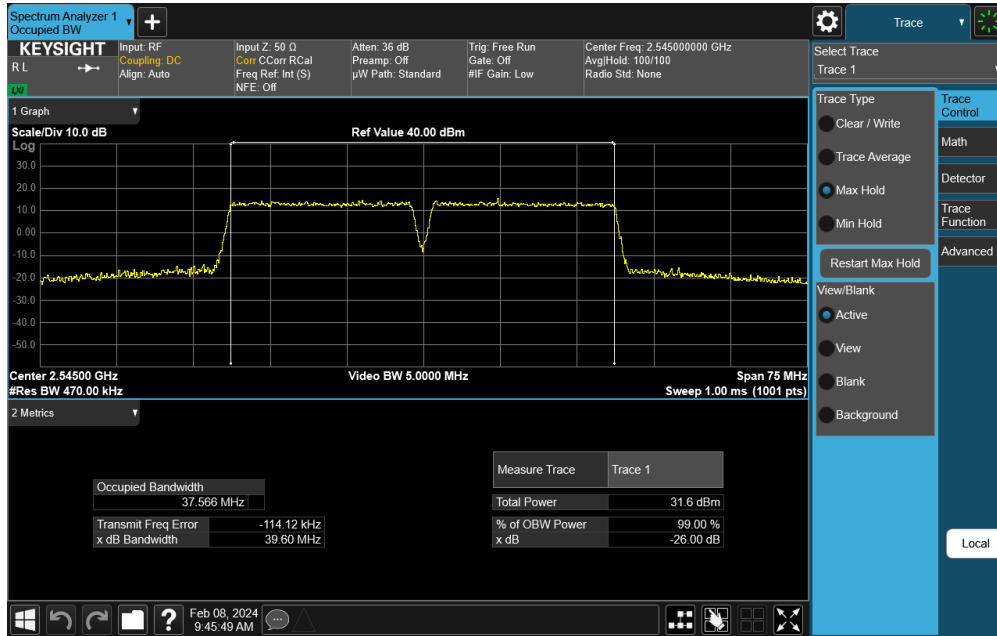 Spectrum Analyzer 1
Occupied BW
KEYSIGHT
R L
LXI
Input: RF
Coupling: DC
Align: Auto
Input Z: 50 Ω
Corr CCorr RCal
Freq Ref: Int (S)
NFE: Off
Atten: 36 dB
Preamp: Off
µW Path: Standard
Trig: Free Run
Gate: Off
#IF Gain: Low
Center Freq: 2.545000000 GHz
Avg|Hold: 100/100
Radio Std: None
1 Graph
Scale/Div 10.0 dB
Ref Value 40.00 dBm
Log
30.0
20.0
10.0
0.00
-10.0
-20.0
-30.0
-40.0
-50.0
Center 2.54500 GHz
Video BW 5.0000 MHz
Span 75 MHz
#Res BW 470.00 kHz
Sweep 1.00 ms (1001 pts)
2 Metrics
Occupied Bandwidth
37.566 MHz
Transmit Freq Error -114.12 kHz
x dB Bandwidth 39.60 MHz
Measure Trace Trace 1
Total Power 31.6 dBm
% of OBW Power 99.00 %
x dB -26.00 dB
Trace
Select Trace
Trace 1
Trace Type
Clear / Write
Trace Average
Max Hold
Min Hold
Restart Max Hold
View/Blank
Active
View
Blank
Background
Trace
Control
Math
Detector
Trace
Function
Advanced
Local
?
Feb 08, 2024
9:45:49 AM